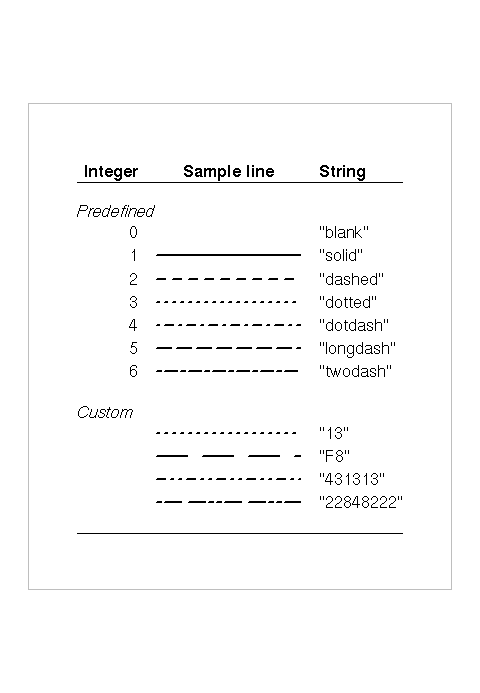 Integer Sample line String
Predefined
0 "blank"
1 "solid"
2 "dashed"
3 "dotted"
4 "dotdash"
5 "longdash"
6 "twodash"
Custom
"13"
"F8"
"431313"
"22848222"